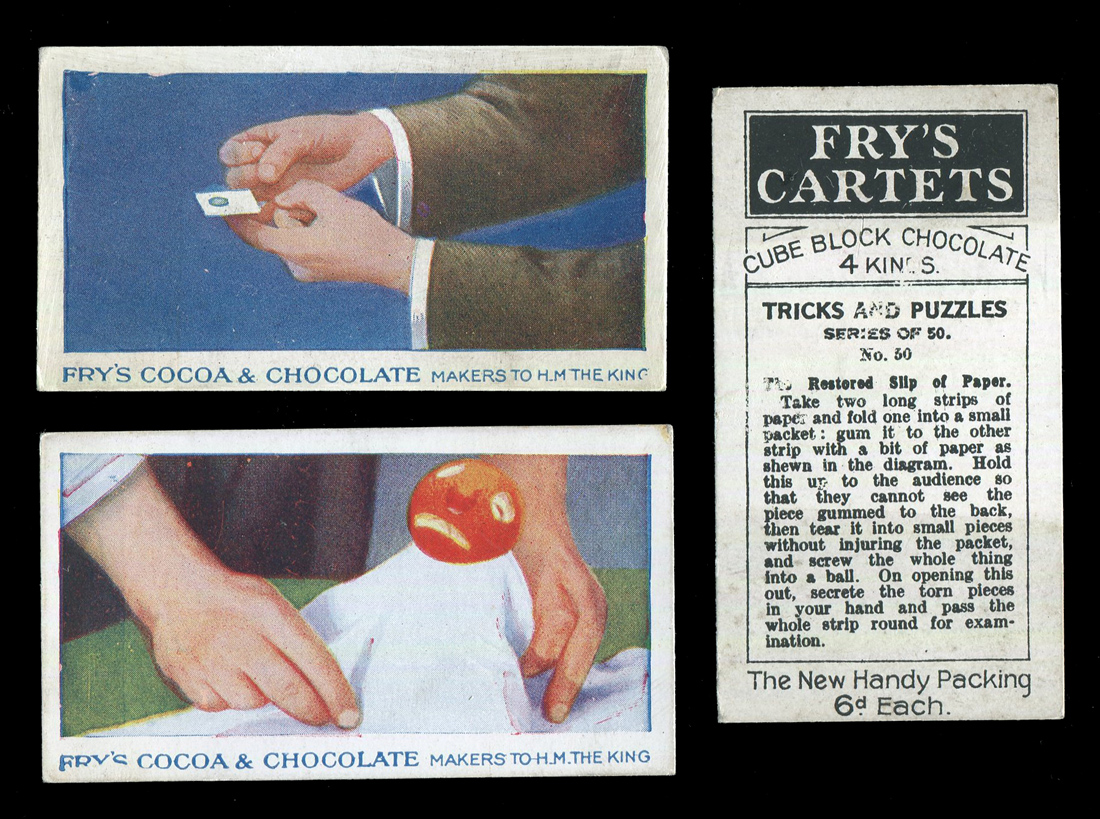 FRY'S COCOA & CHOCOLATE MAKERS TO H.M THE KING
FRY'S COCOA & CHOCOLATE MAKERS TO H.M. THE KING
FRY'S
CARTETS
CUBE BLOCK CHOCOLATE
4 KINDS.
TRICKS AND PUZZLES
SERIES OF 50.
No. 50
The Restored Slip of Paper.
Take two long strips of
paper and fold one into a small
packet: gum it to the other
strip with a bit of paper as
shewn in the diagram. Hold
this up to the audience so
that they cannot see the
piece gummed to the back,
then tear it into small pieces
without injuring the packet,
and screw the whole thing
into a ball. On opening this
out, secrete the torn pieces
in your hand and pass the
whole strip round for exam-
ination.
The New Handy Packing
6d Each.